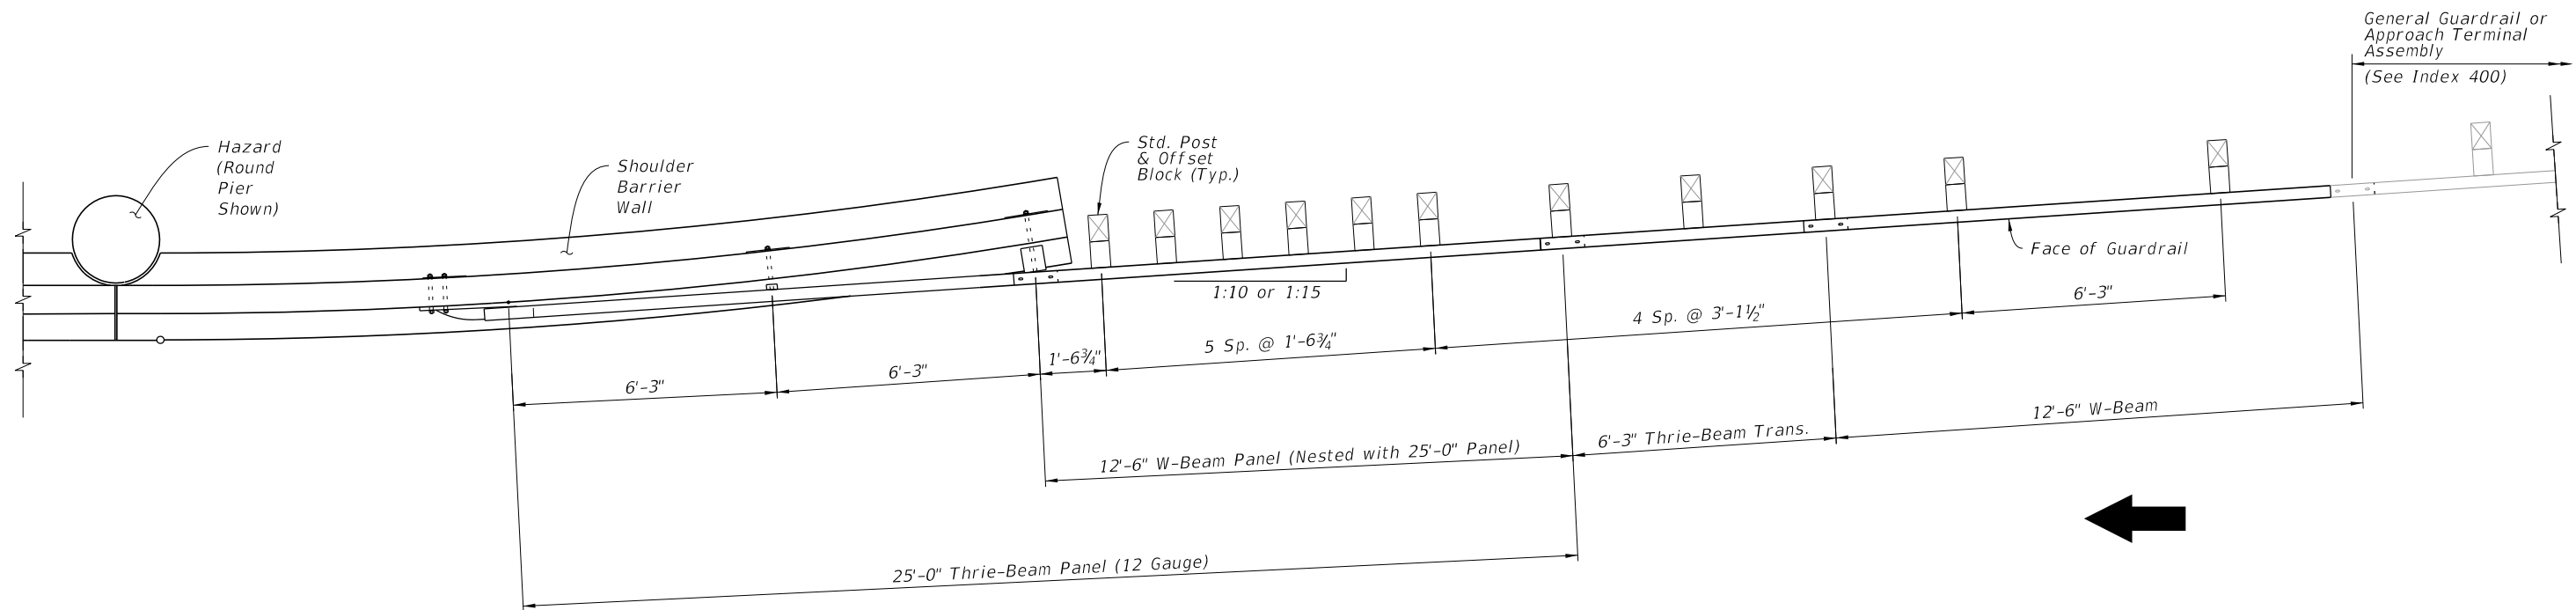 General Guardrail or
Approach Terminal
Assembly
(See Index 400)
Hazard
(Round
Pier
Shown)
Shoulder
Barrier
Wall
Std. Post
& Offset
Block (Typ.)
Face of Guardrail
1:10 or 1:15
6'-3"
4 Sp. @ 3'-1½"
5 Sp. @ 1'-6¾"
1'-6¾"
6'-3"
6'-3"
12'-6" W-Beam
6'-3" Thrie-Beam Trans.
12'-6" W-Beam Panel (Nested with 25'-0" Panel)
25'-0" Thrie-Beam Panel (12 Gauge)